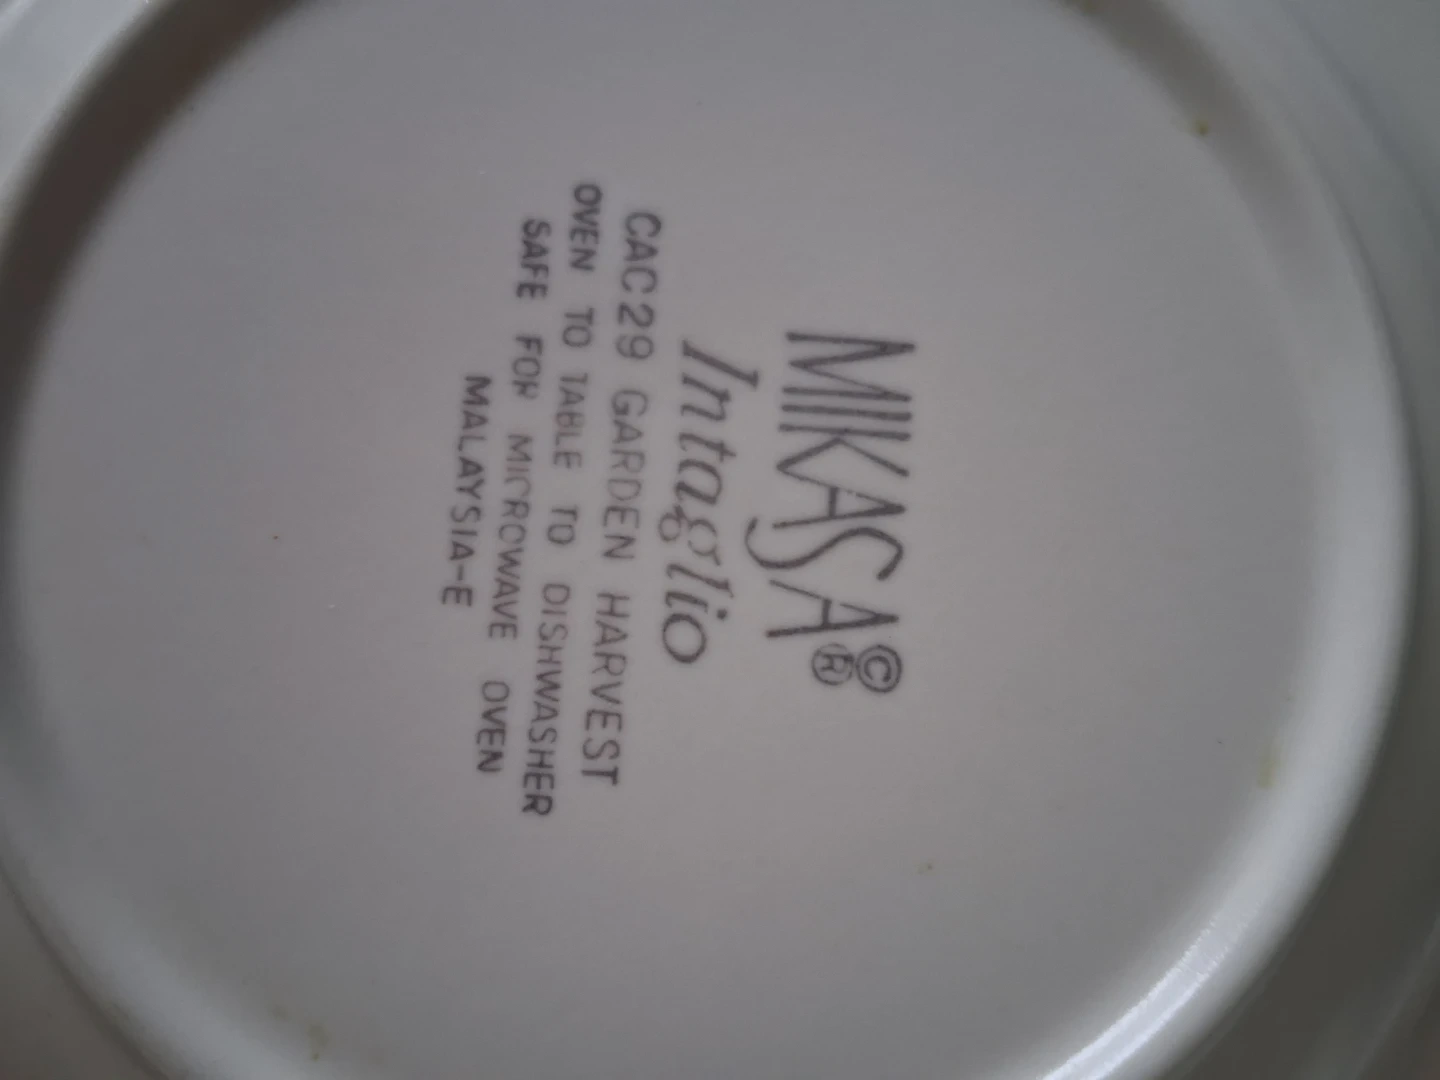 MIKASA©®
Intaglio
CAC29 GARDEN HARVEST
OVEN TO TABLE TO DISHWASHER
SAFE FOR MICROWAVE OVEN
MALAYSIA-E